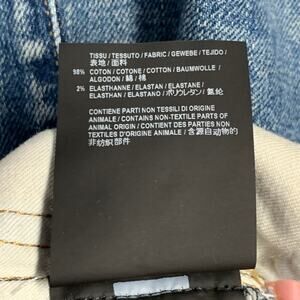 TISSU / TESSUTO / FABRIC / GEWEBE / TEJIDO /
表地 / 面料
98% COTON / COTONE / COTTON / BAUMWOLLE /
ALGODON / 綿 / 棉
2% ELASTHANNE / ELASTAN / ELASTANE /
ELASTHAN / ELASTANO / ポリウレタン / 氨纶
CONTIENE PARTI NON TESSILI DI ORIGINE
ANIMALE / CONTAINS NON-TEXTILE PARTS OF
ANIMAL ORIGIN / CONTIENT DES PARTIES NON
TEXTILES D'ORIGINE ANIMALE / 含源自动物的
非纺织部件